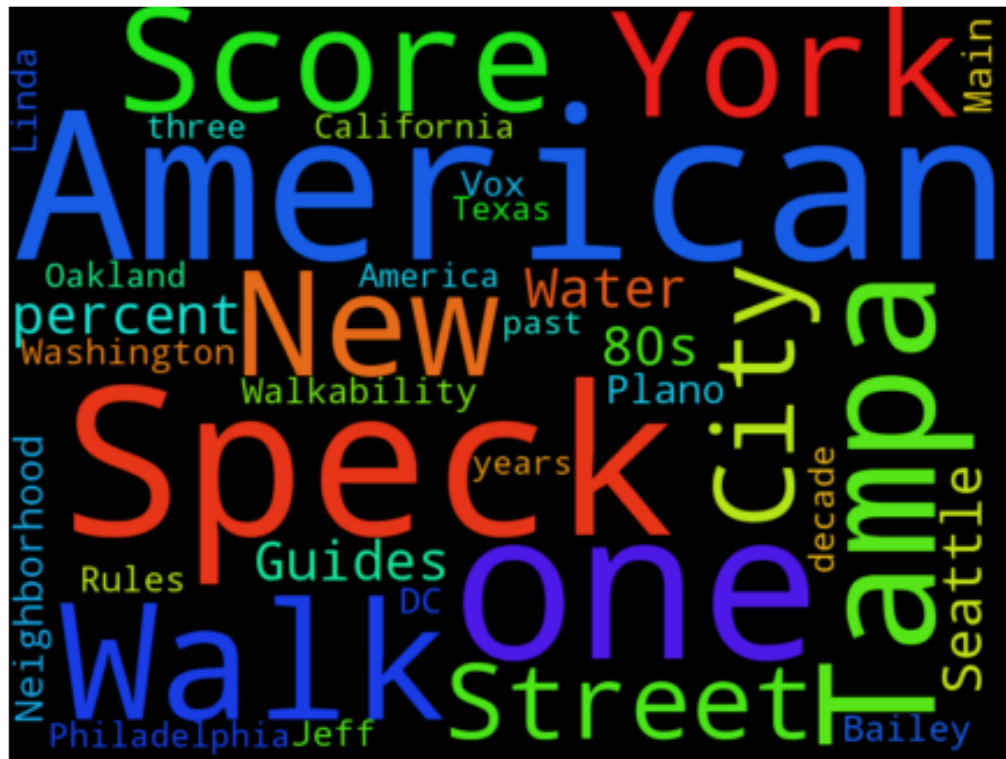 Score
York
Main
Linda
three
California
American
Vox
Texas
Oakland
America
Water
percent
New
past
80s
City
Tampa
Washington
Walkability
Plano
Speck
years
decade
Seattle
Neighborhood
Guides
one
Rules
DC
Walk
Street
Philadelphia
Jeff
Bailey